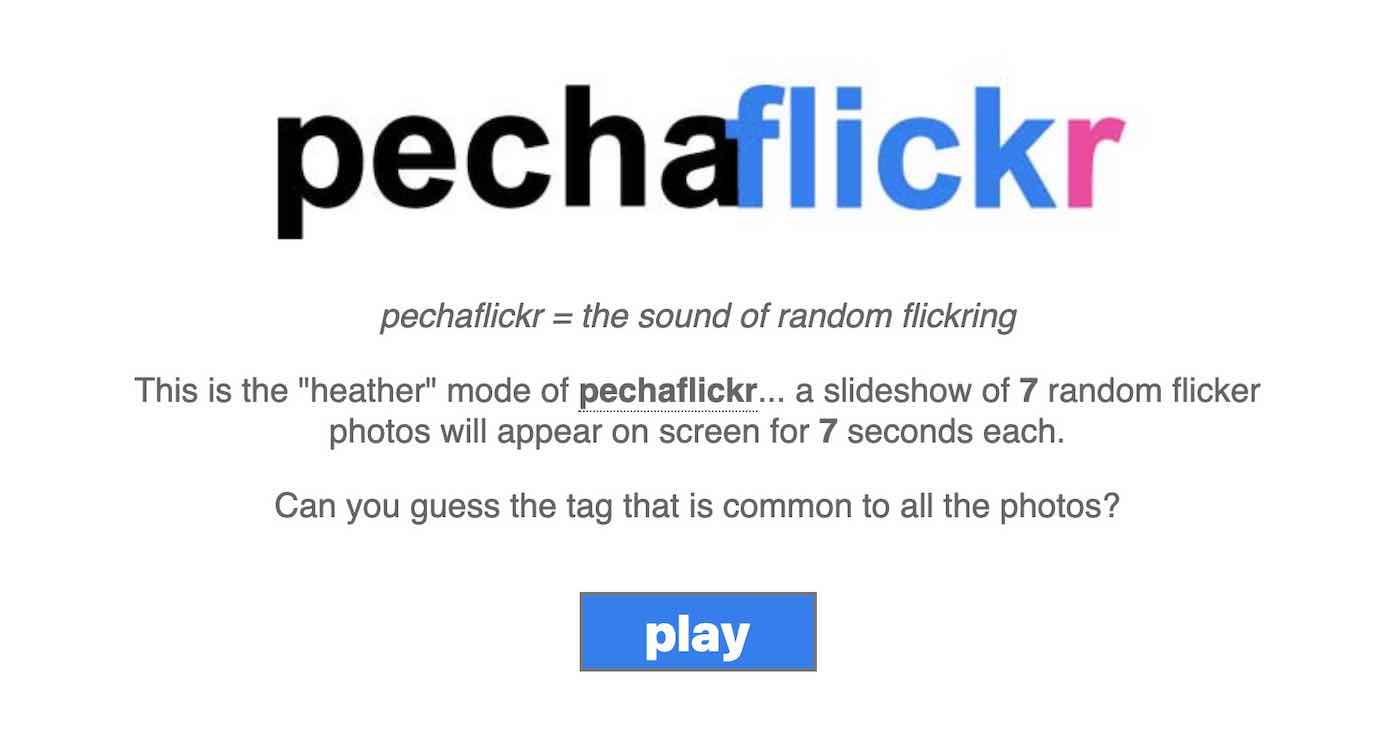 pechaflickr
pechaflickr = the sound of random flickring
This is the "heather" mode of pechaflickr... a slideshow of 7 random flicker
photos will appear on screen for 7 seconds each.
Can you guess the tag that is common to all the photos?
play